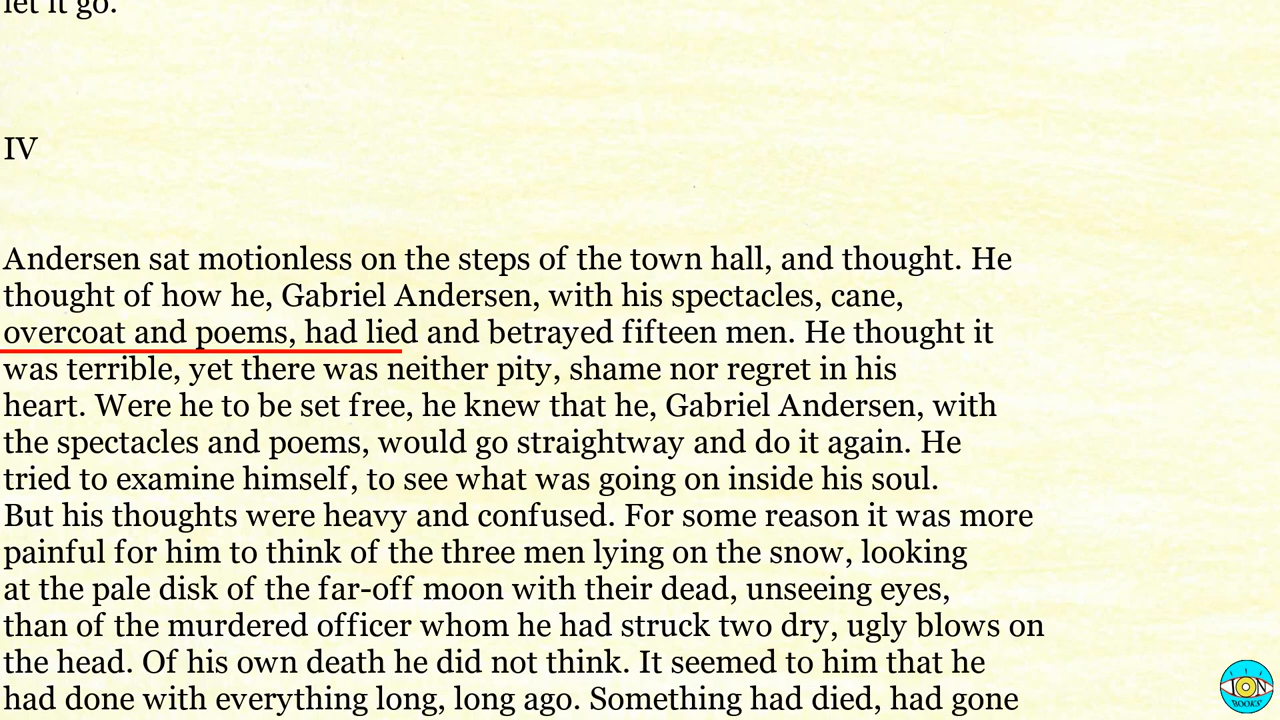 let it go.
IV
Andersen sat motionless on the steps of the town hall, and thought. He
thought of how he, Gabriel Andersen, with his spectacles, cane,
overcoat and poems, had lied and betrayed fifteen men. He thought it
was terrible, yet there was neither pity, shame nor regret in his
heart. Were he to be set free, he knew that he, Gabriel Andersen, with
the spectacles and poems, would go straightway and do it again. He
tried to examine himself, to see what was going on inside his soul.
But his thoughts were heavy and confused. For some reason it was more
painful for him to think of the three men lying on the snow, looking
at the pale disk of the far-off moon with their dead, unseeing eyes,
than of the murdered officer whom he had struck two dry, ugly blows on
the head. Of his own death he did not think. It seemed to him that he
had done with everything long, long ago. Something had died, had gone
ION
BOOKS